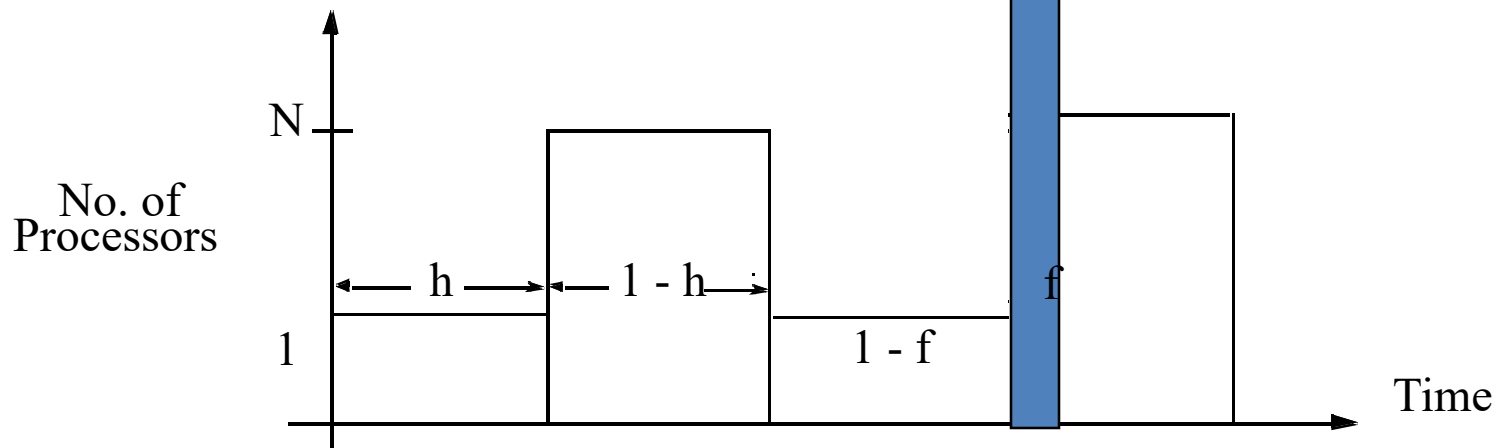 N
No. of
Processors
h
1 - h
f
1
1 - f
Time